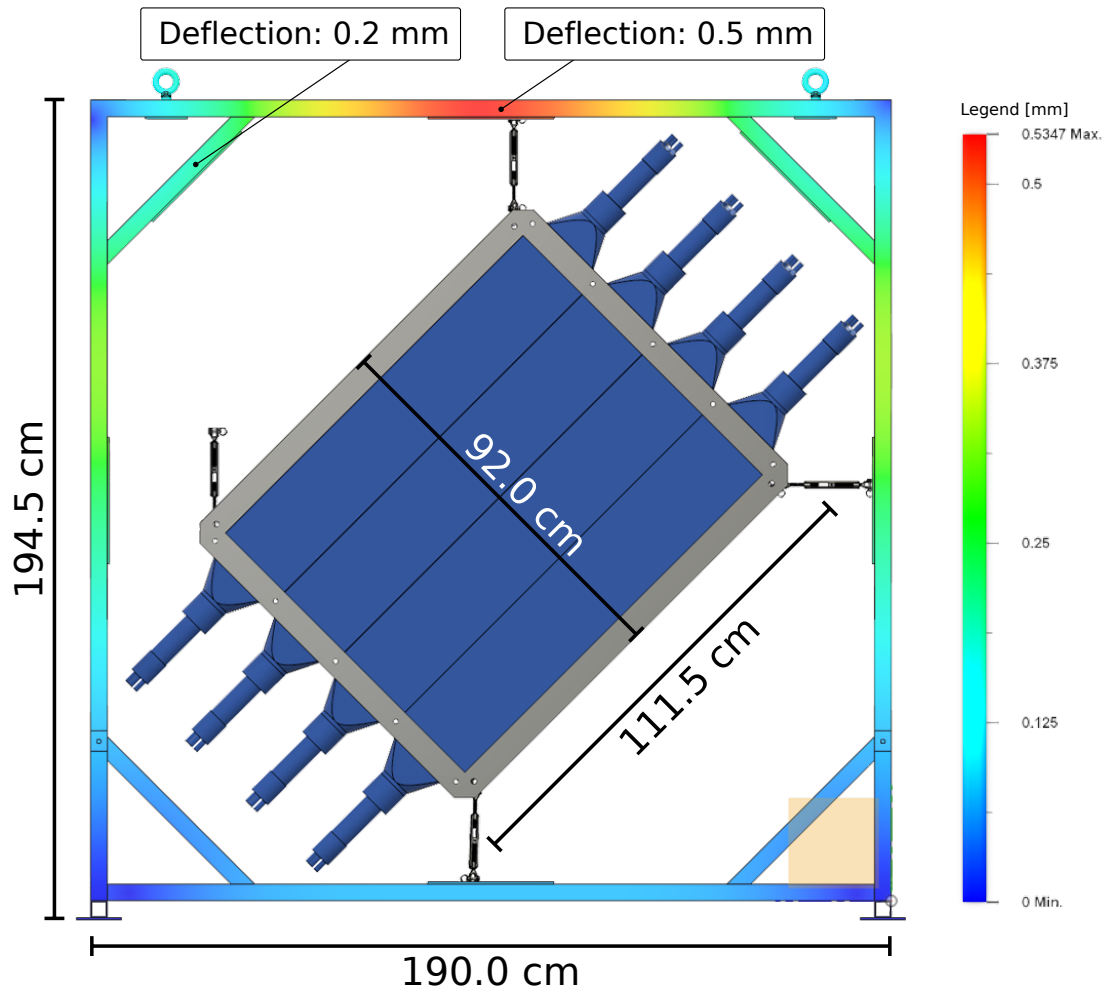 Deflection: 0.2 mm
Deflection: 0.5 mm
Legend [mm]
0.5347 Max.
0.5
0.375
0.25
0.125
0 Min.
194.5 cm
92.0 cm
111.5 cm
190.0 cm